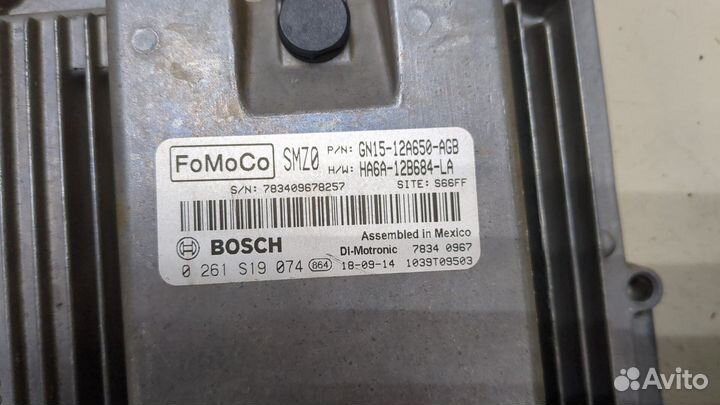 FoMoCo SMZ0 P/N: GN15-12A650-AGB
H/W: HA6A-12B684-LA
S/N: 783409678257 SITE: S66FF
Assembled in Mexico
BOSCH DI-Motronic 7834 0967
0 261 S19 074 864 18-09-14 1039T09503
Avito